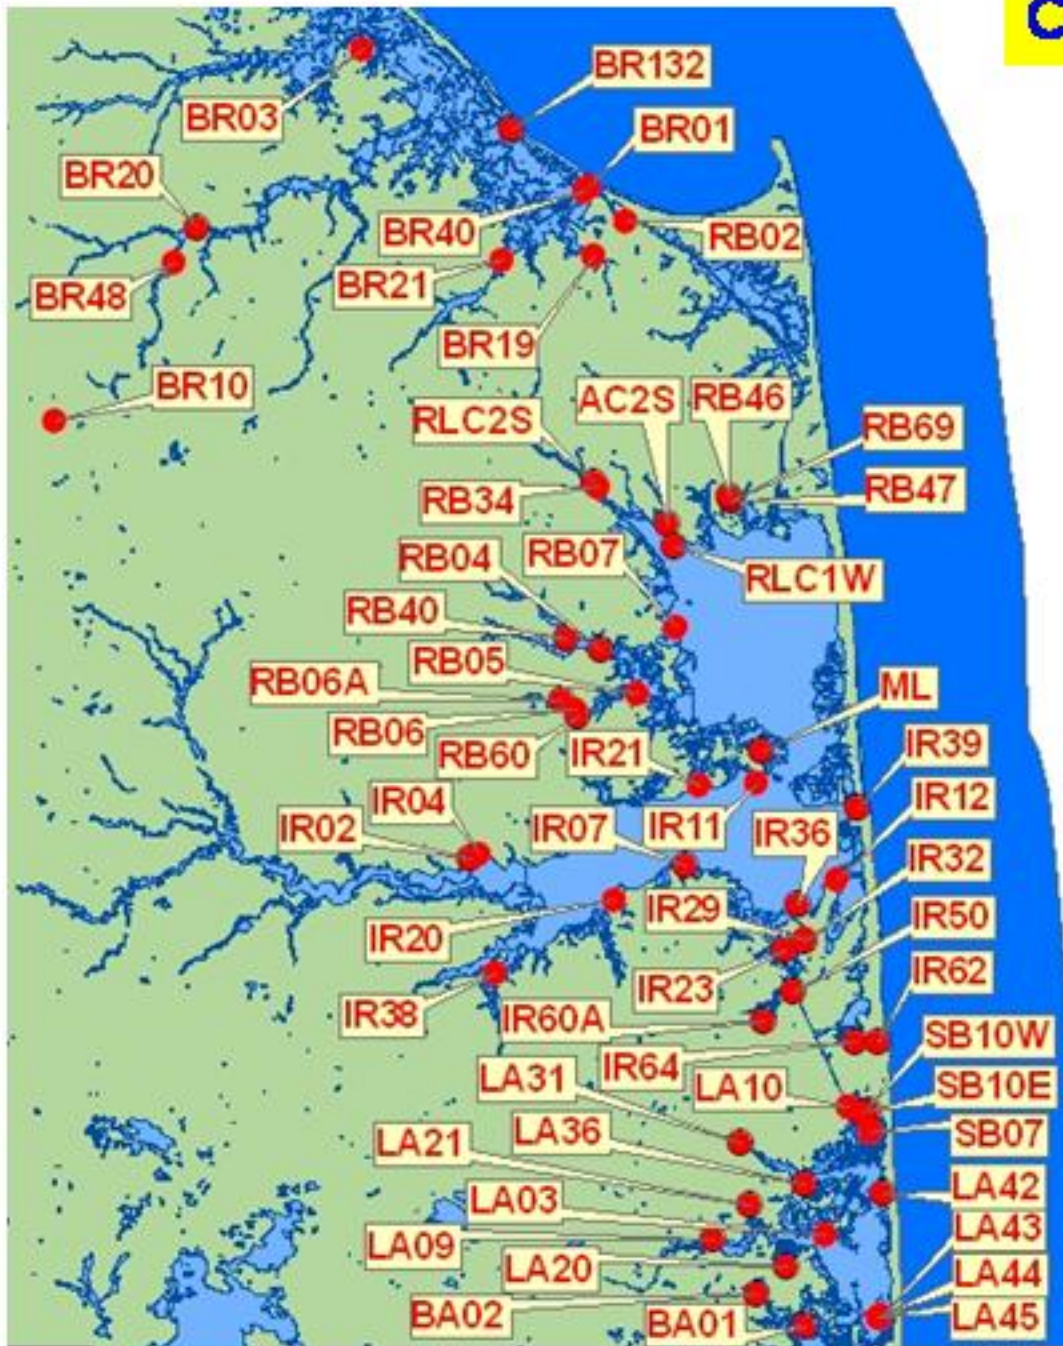 C
BR132
BR03
BR01
BR20
BR40
RB02
BR21
BR48
BR19
BR10
AC2S
RB46
RLC2S
RB69
RB34
RB47
RB04
RB07
RLC1W
RB40
RB05
RB06A
ML
RB06
RB60
IR21
IR39
IR04
IR12
IR02
IR07
IR11
IR36
IR32
IR29
IR50
IR20
IR23
IR62
IR38
IR60A
IR64
SB10W
LA31
LA10
SB10E
LA36
SB07
LA21
LA42
LA03
LA43
LA09
LA20
LA44
BA02
BA01
LA45